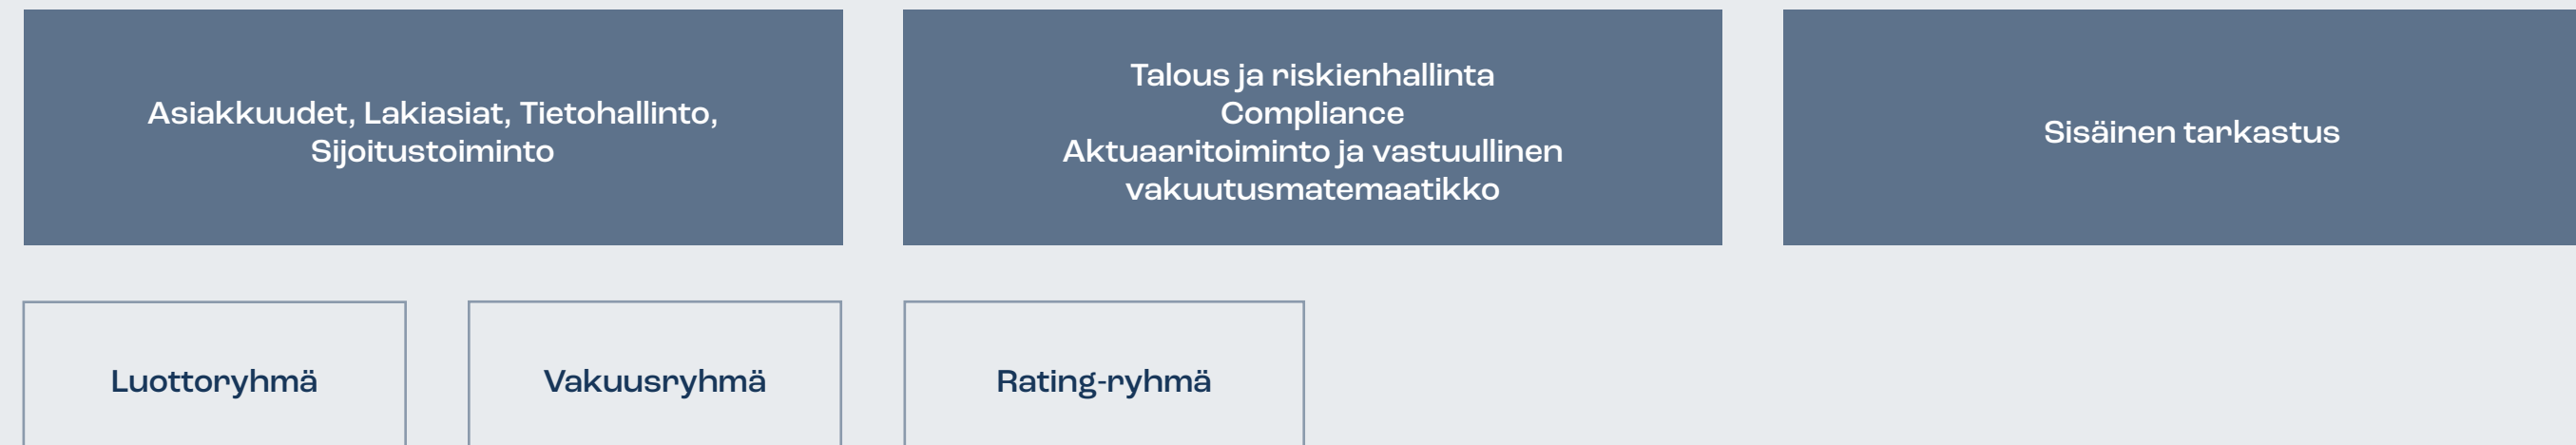 Asiakkuudet, Lakiasiat, Tietohallinto,
Sijoitustoiminto
Talous ja riskienhallinta
Compliance
Aktuaaritoiminto ja vastuullinen
vakuutusmatemaatikko
Sisäinen tarkastus
Luottoryhmä
Vakuusryhmä
Rating-ryhmä